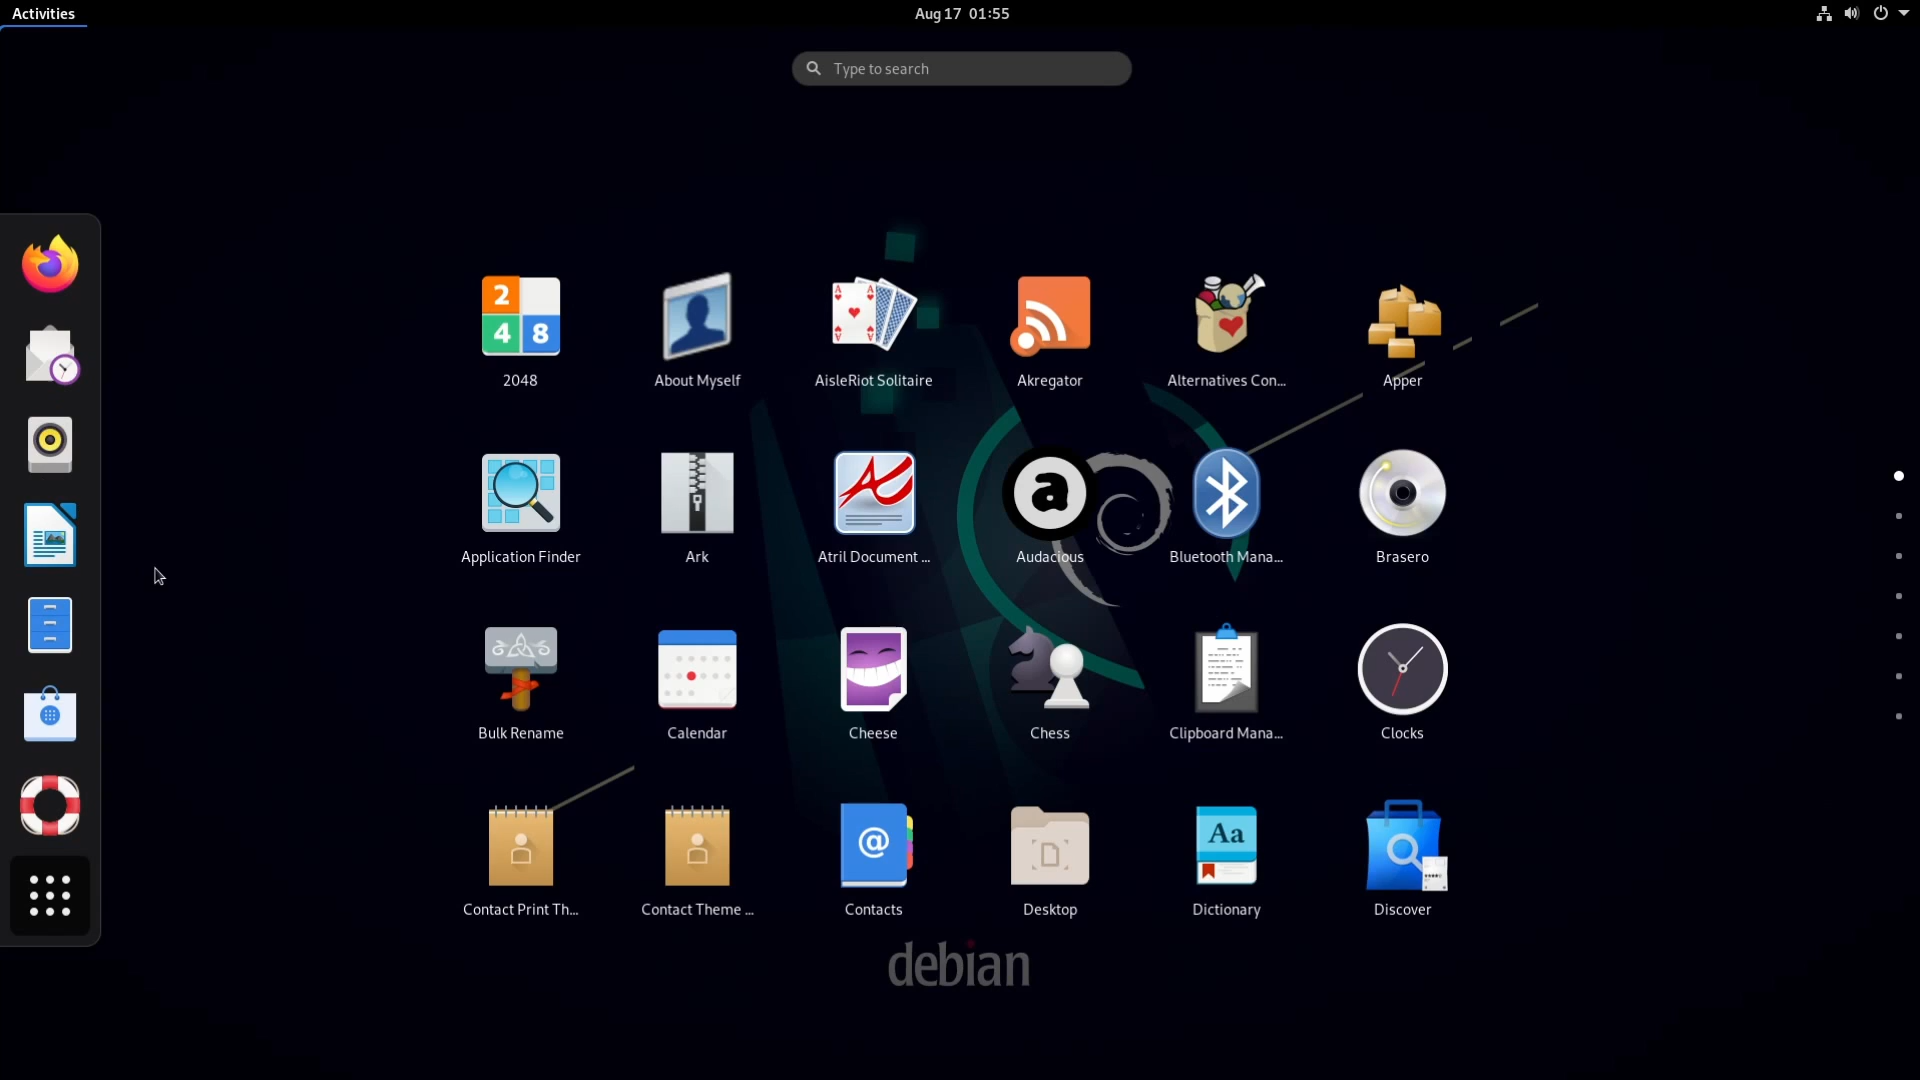 Activities
Aug 17 01:55
Type to search
2 4 8
2048
About Myself
AisleRiot Solitaire
Akregator
Alternatives Con...
Apper
a
Application Finder
Ark
Atril Document ...
Audacious
Bluetooth Mana...
Brasero
Bulk Rename
Calendar
Cheese
Chess
Clipboard Mana...
Clocks
@
Aa
Contact Print Th...
Contact Theme ...
Contacts
Desktop
Dictionary
Discover
debian